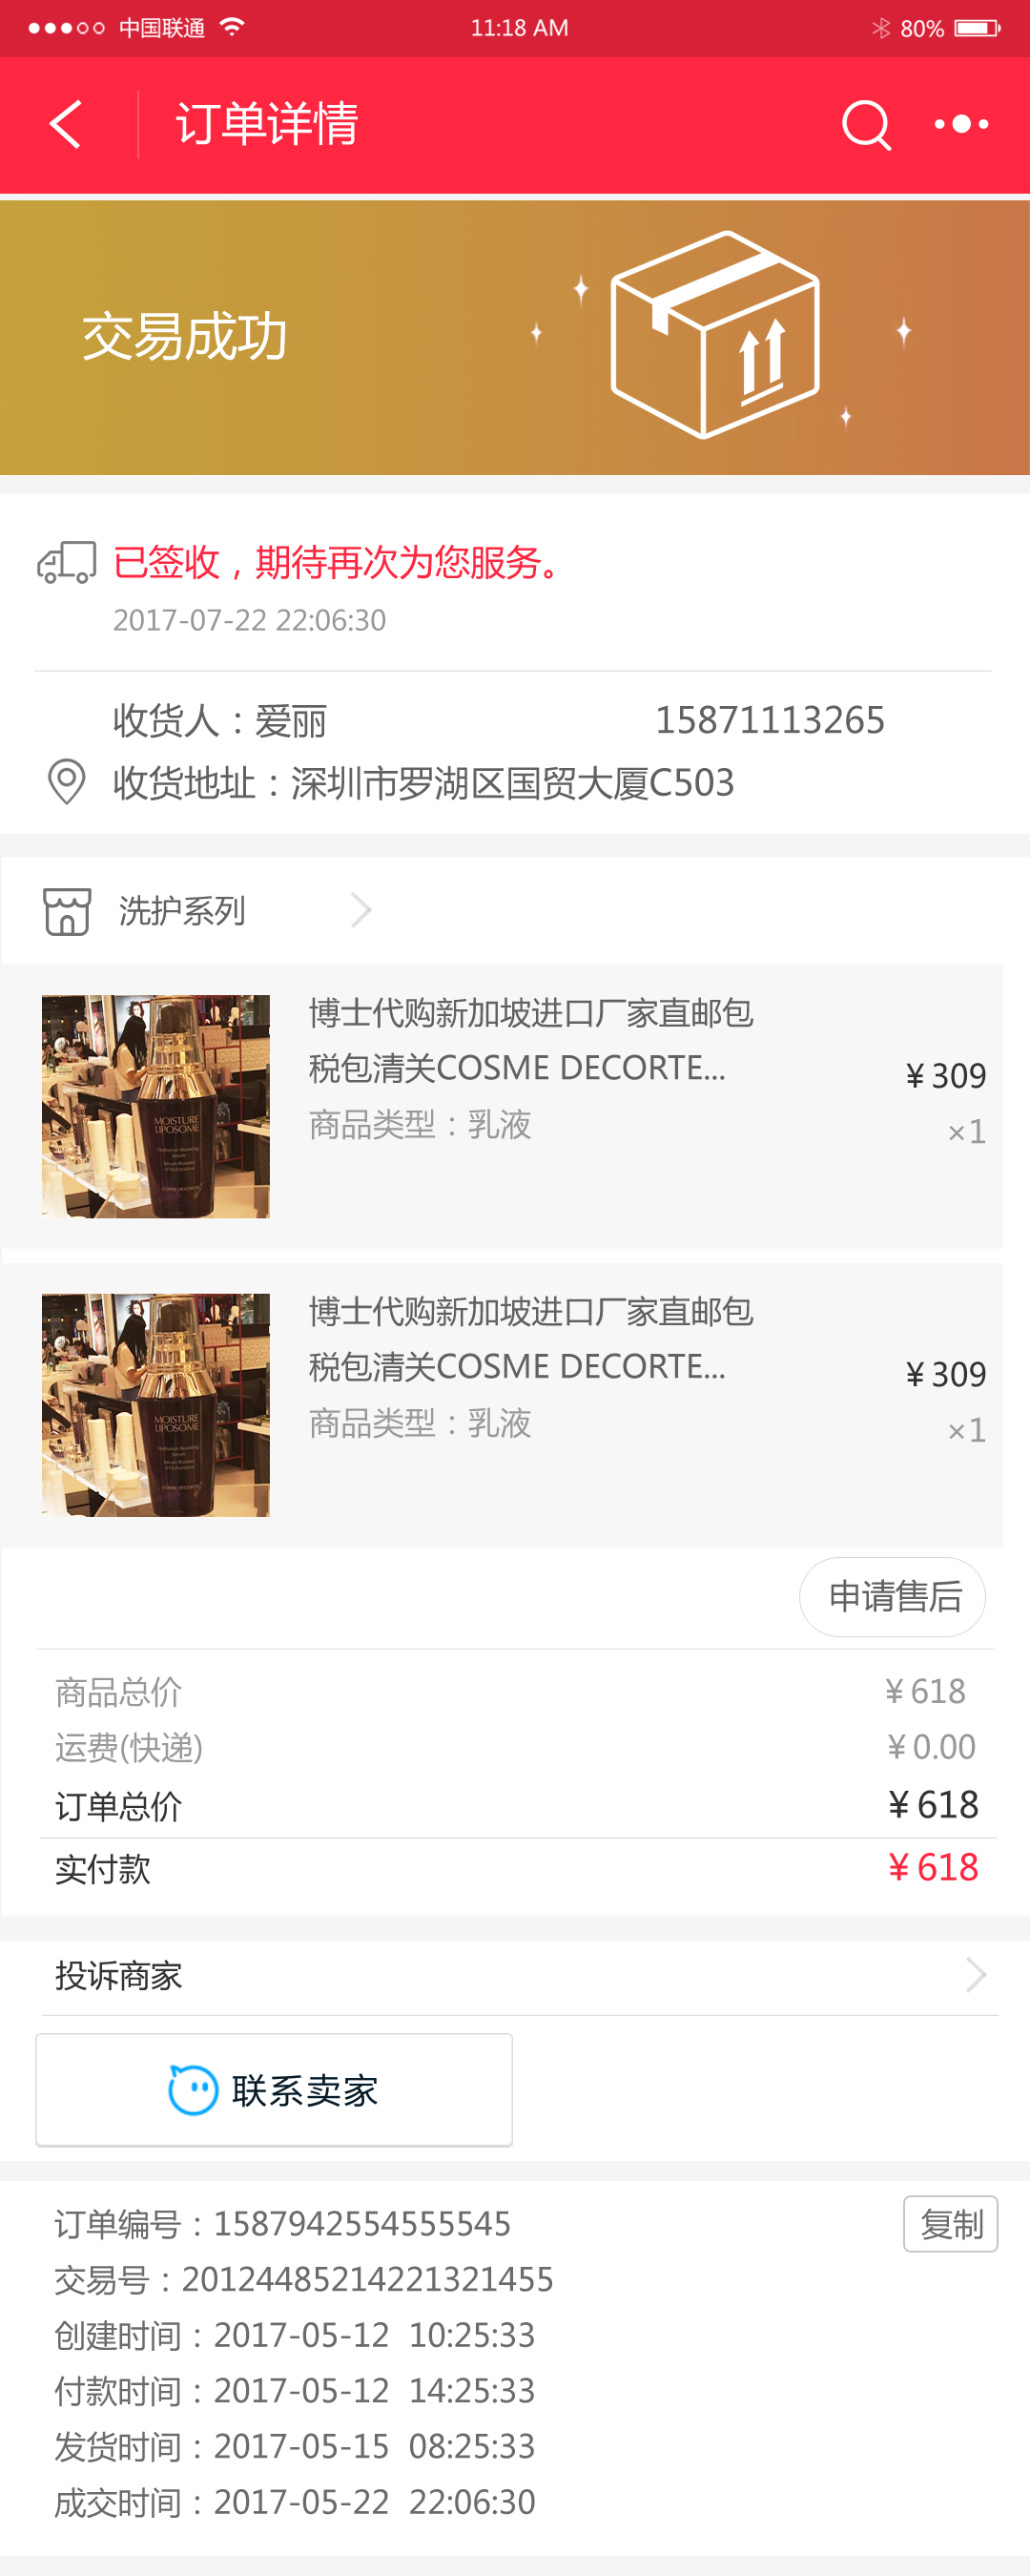 中国联通 11:18 AM 80%
订单详情
交易成功
已签收，期待再次为您服务。
2017-07-22 22:06:30
收货人：爱丽 15871113265
收货地址：深圳市罗湖区国贸大厦C503
洗护系列
博士代购新加坡进口厂家直邮包
税包清关COSME DECORTE...
¥309
商品类型：乳液
×1
MOISTURE
LIPOSOME
博士代购新加坡进口厂家直邮包
税包清关COSME DECORTE...
¥309
商品类型：乳液
×1
MOISTURE
LIPOSOME
申请售后
商品总价 ¥618
运费(快递) ¥0.00
订单总价 ¥618
实付款 ¥618
投诉商家
联系卖家
订单编号：1587942554555545 复制
交易号：20124485214221321455
创建时间：2017-05-12 10:25:33
付款时间：2017-05-12 14:25:33
发货时间：2017-05-15 08:25:33
成交时间：2017-05-22 22:06:30